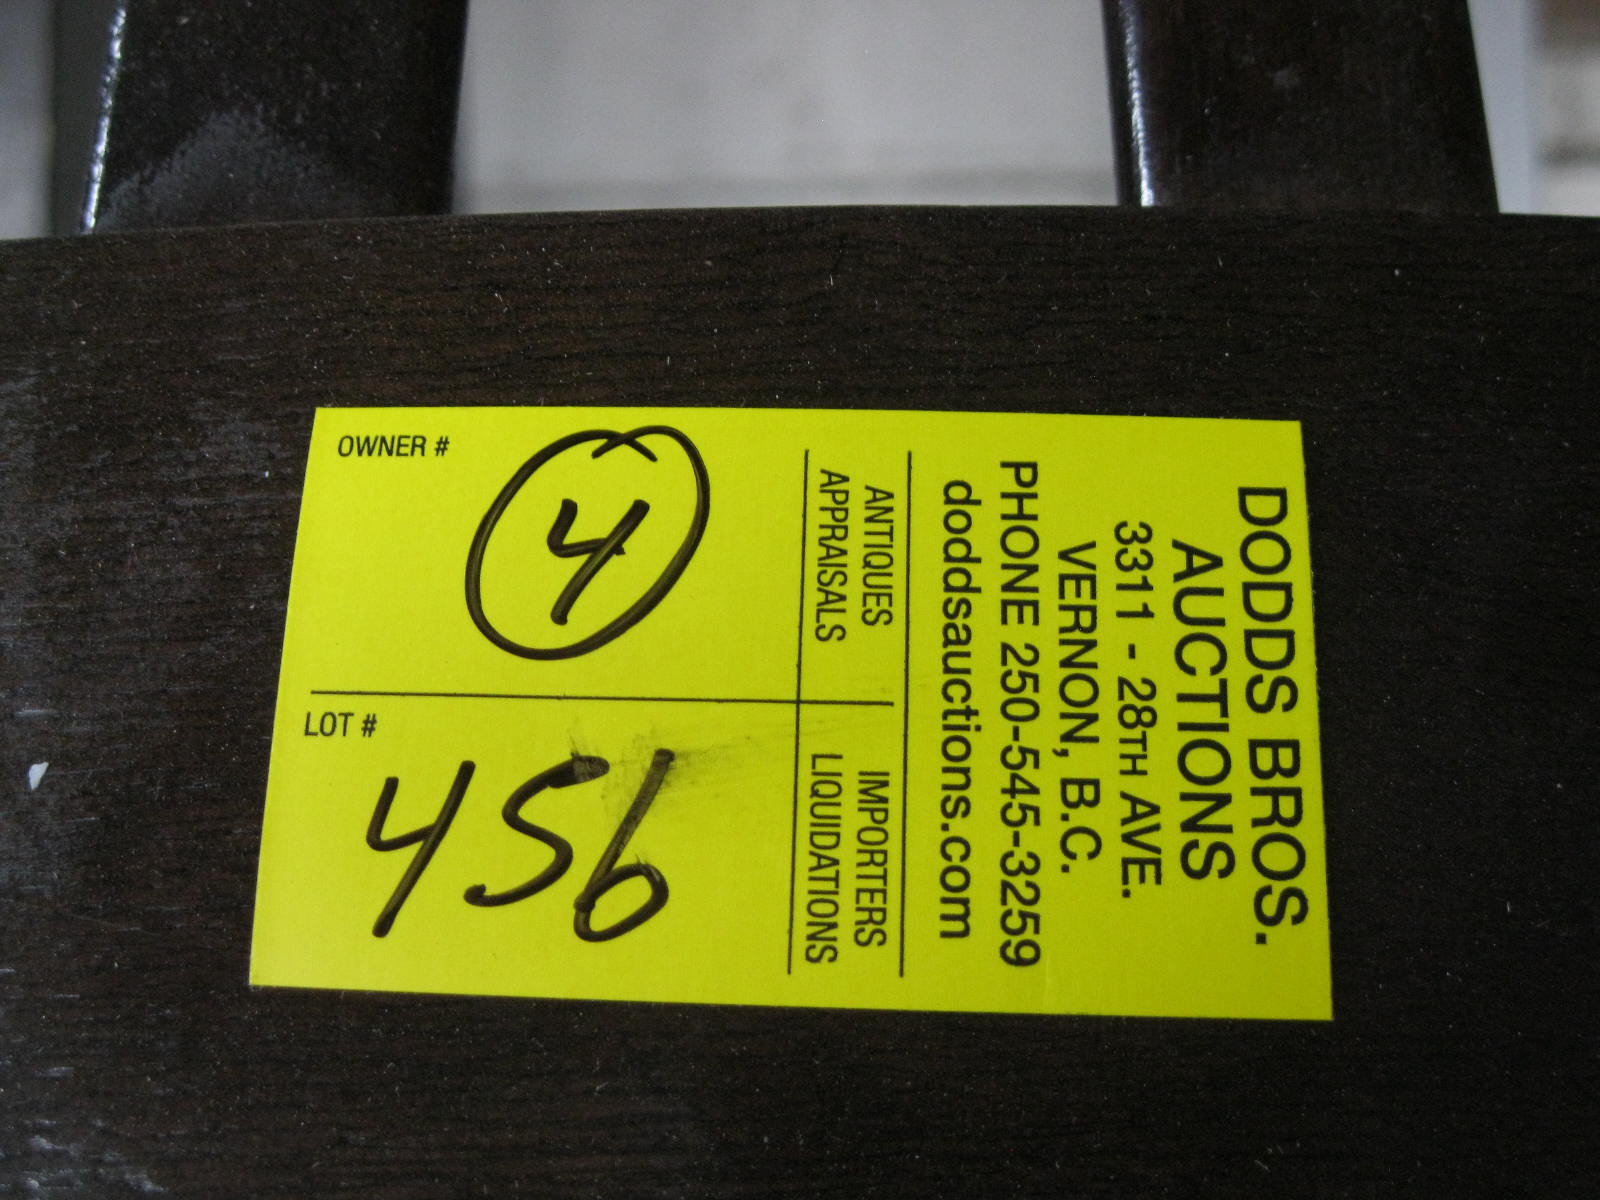 DODDS BROS.
AUCTIONS
3311 - 28TH AVE.
VERNON, B.C.
PHONE 250-545-3259
doddsauctions.com
ANTIQUES
APPRAISALS
IMPORTERS
LIQUIDATIONS
OWNER #
4
LOT #
456